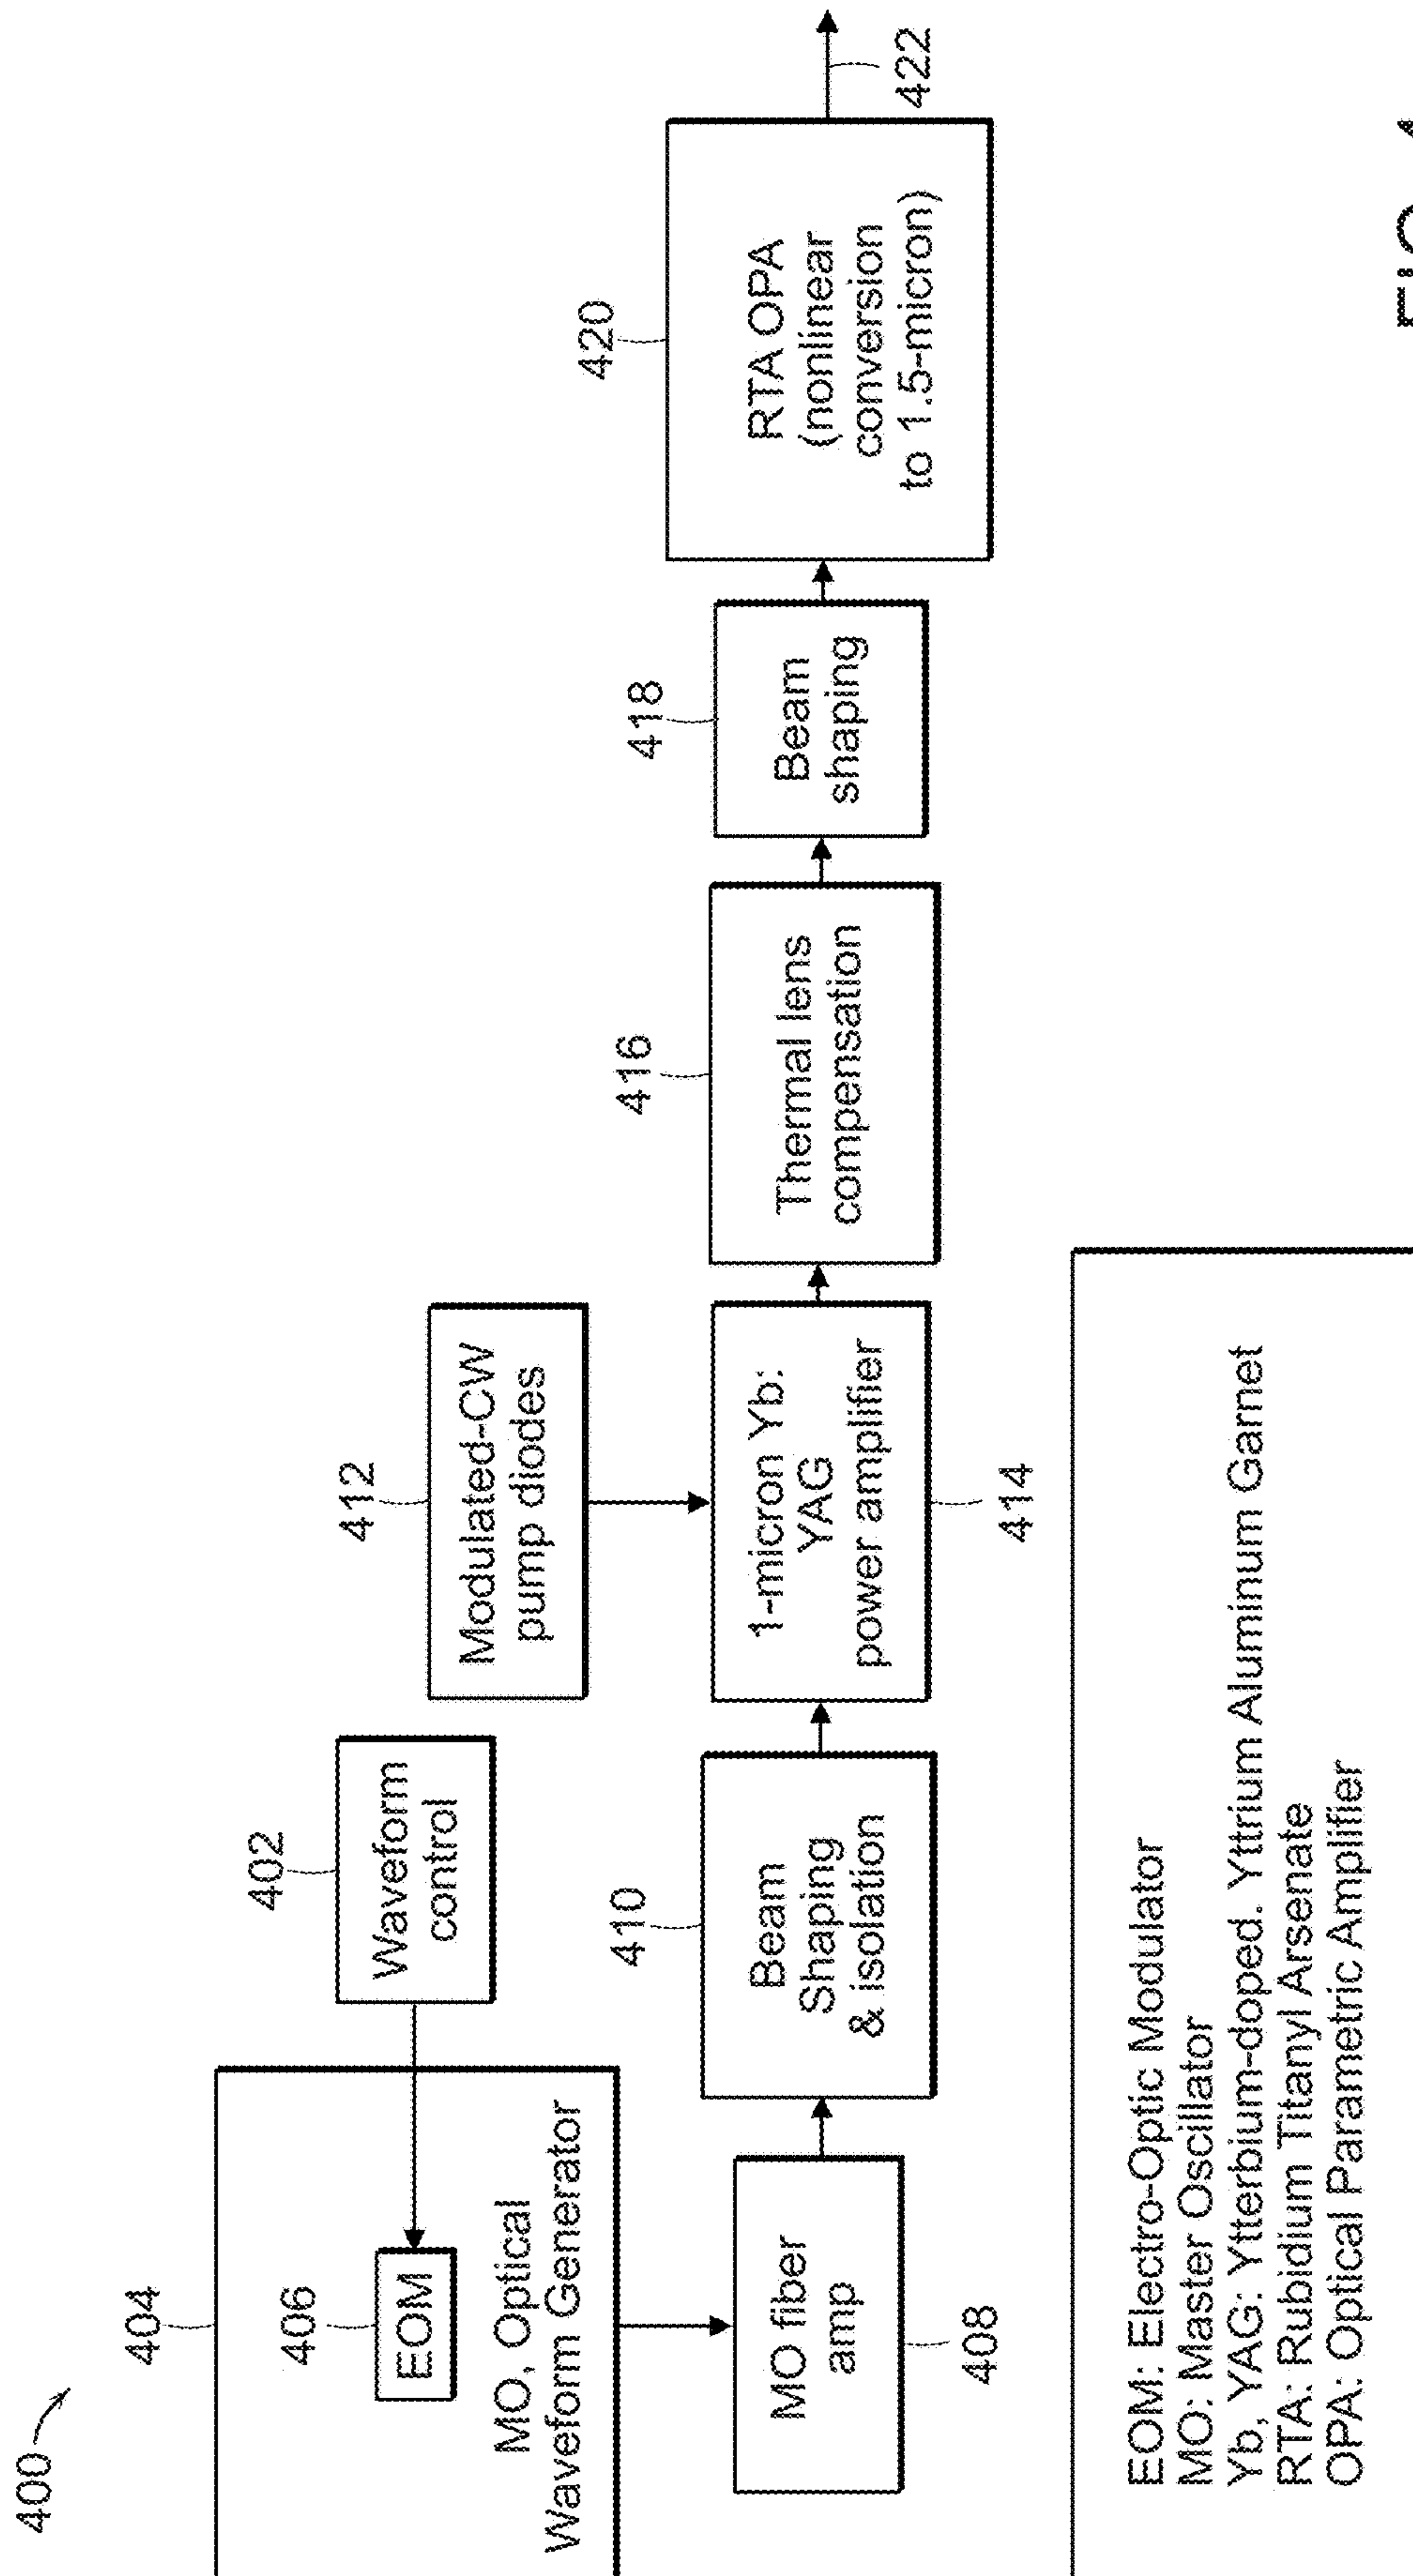 400
404
406
EOM
MO, Optical
Waveform Generator
402
Waveform
control
412
Modulated-CW
pump diodes
MO fiber
amp
408
410
Beam
Shaping
& isolation
1-micron Yb:
YAG
power amplifier
414
416
Thermal lens
compensation
418
Beam
shaping
420
RTA OPA
(nonlinear
conversion
to 1.5-micron)
422
EOM: Electro-Optic Modulator
MO: Master Oscillator
Yb, YAG: Ytterbium-doped. Yttrium Aluminum Garnet
RTA: Rubidium Titanyl Arsenate
OPA: Optical Parametric Amplifier